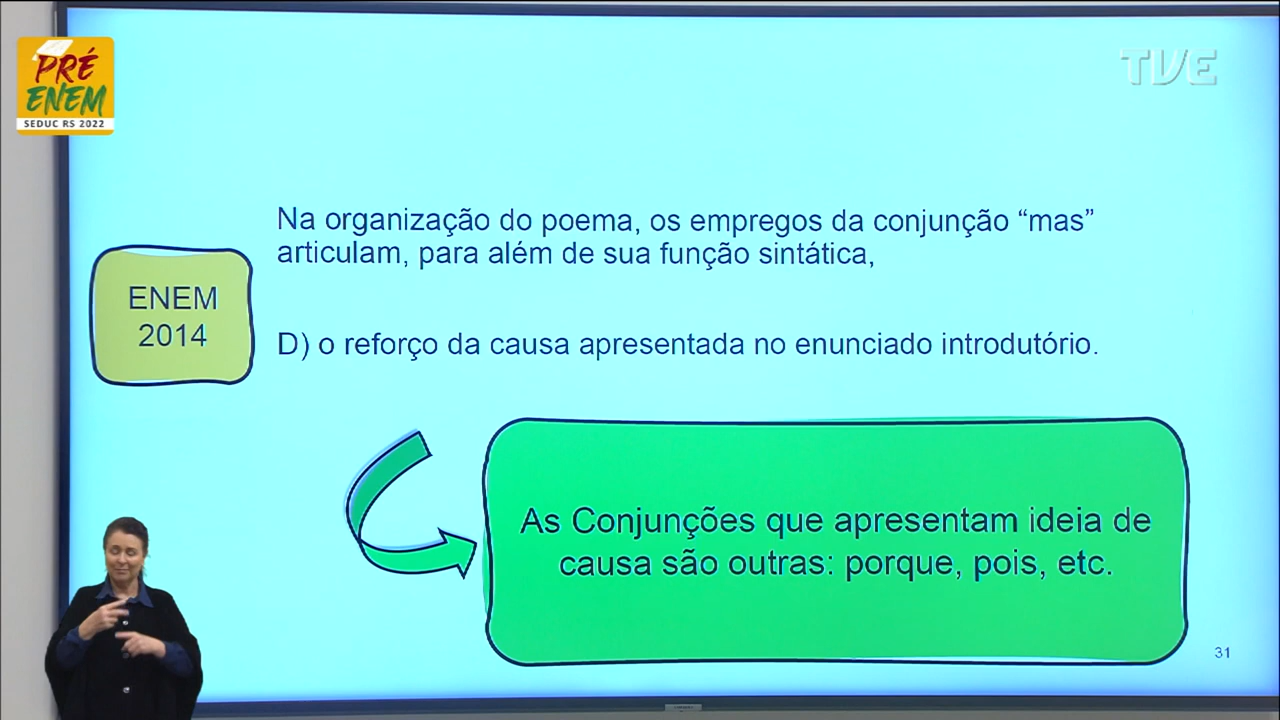 PRÉ
ENEM
SEDUC RS 2022
TVE
Na organização do poema, os empregos da conjunção “mas”
articulam, para além de sua função sintática,
ENEM
2014
D) o reforço da causa apresentada no enunciado introdutório.
As Conjunções que apresentam ideia de
causa são outras: porque, pois, etc.
31